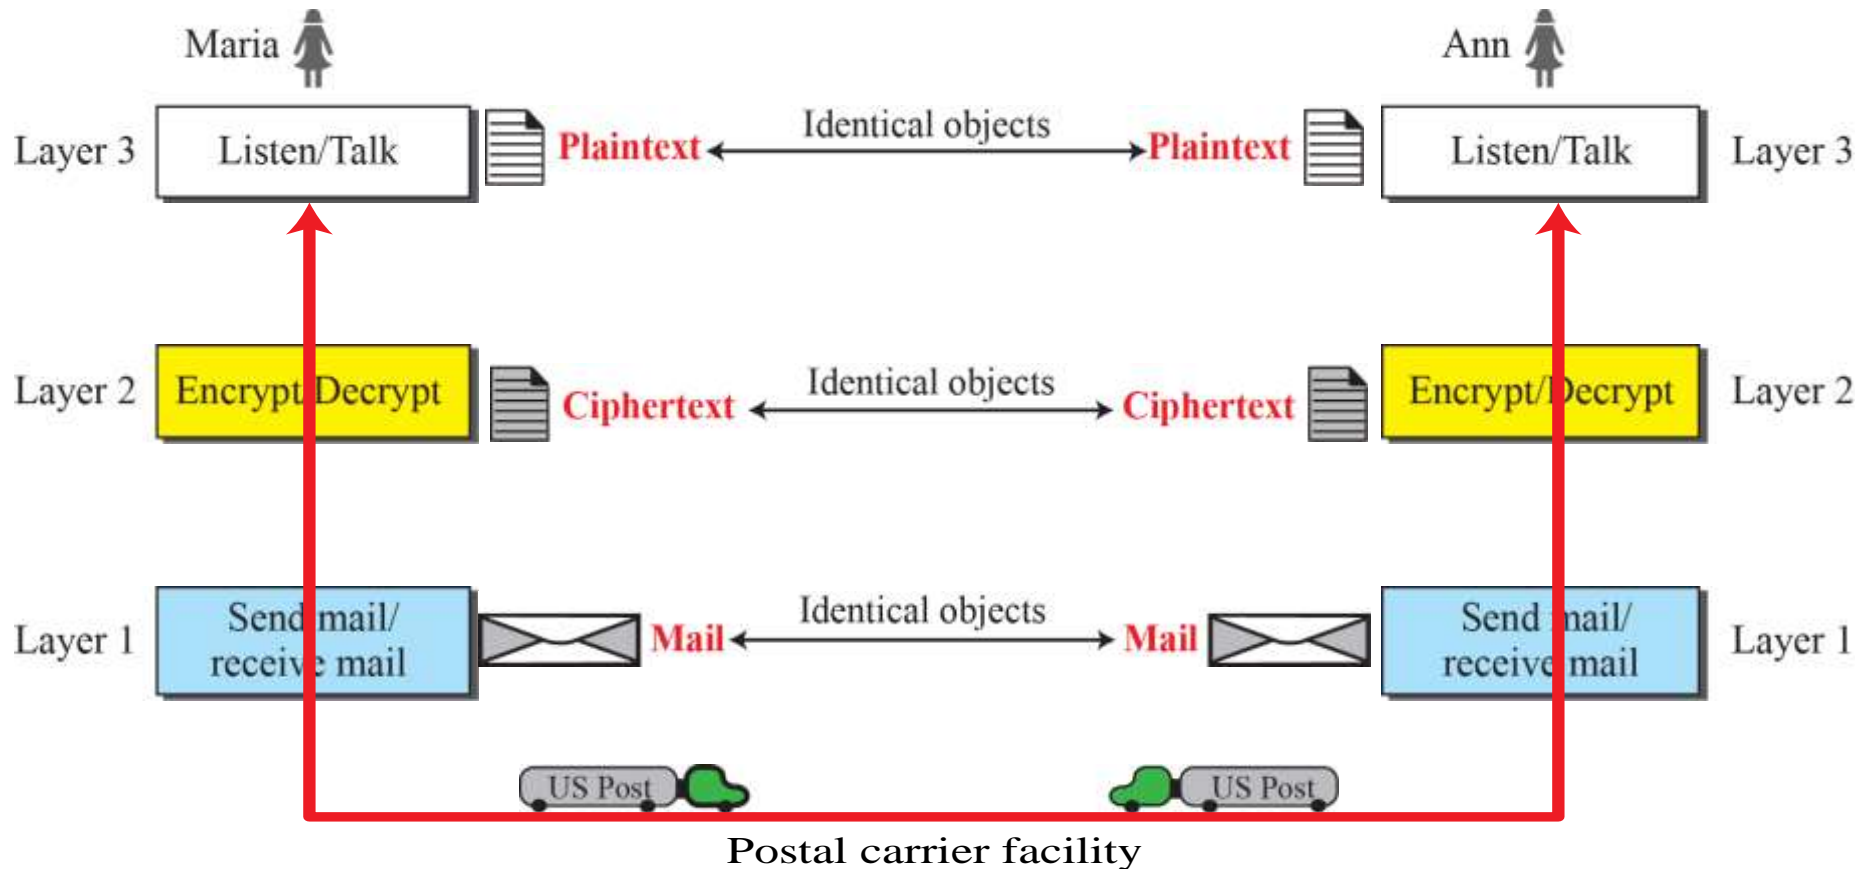 Maria
Ann
Layer 3
Listen/Talk
Plaintext
Identical objects
Plaintext
Listen/Talk
Layer 3
Layer 2
Encrypt/Decrypt
Ciphertext
Identical objects
Ciphertext
Encrypt/Decrypt
Layer 2
Layer 1
Send mail/
receive mail
Mail
Identical objects
Mail
Send mail/
receive mail
Layer 1
US Post
US Post
Postal carrier facility